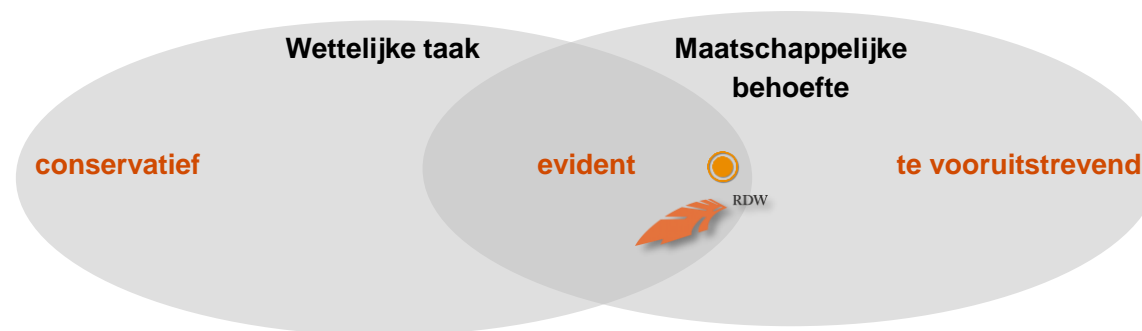 Wettelijke taak
Maatschappelijke
behoefte
conservatief
evident
te vooruitstrevend
RDW